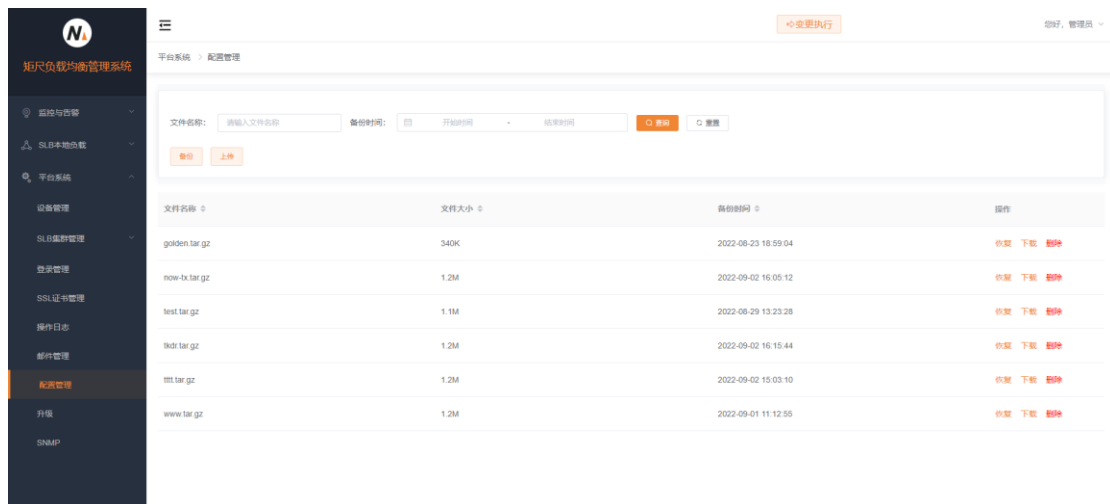 变更执行
您好，管理员
矩尺负载均衡管理系统
平台系统 > 配置管理
监控与告警
SLB本地负载
平台系统
设备管理
SLB集群管理
登录管理
SSL证书管理
操作日志
邮件管理
配置管理
升级
SNMP
文件名称： 请输入文件名称 备份时间： 开始时间 - 结束时间 查询 重置
备份 上传
文件名称 文件大小 备份时间 操作
golden.tar.gz 340K 2022-08-23 18:59:04 恢复 下载 删除
now-tx.tar.gz 1.2M 2022-09-02 16:05:12 恢复 下载 删除
test.tar.gz 1.1M 2022-08-29 13:23:28 恢复 下载 删除
tkdr.tar.gz 1.2M 2022-09-02 16:15:44 恢复 下载 删除
tttt.tar.gz 1.2M 2022-09-02 15:03:10 恢复 下载 删除
www.tar.gz 1.2M 2022-09-01 11:12:55 恢复 下载 删除